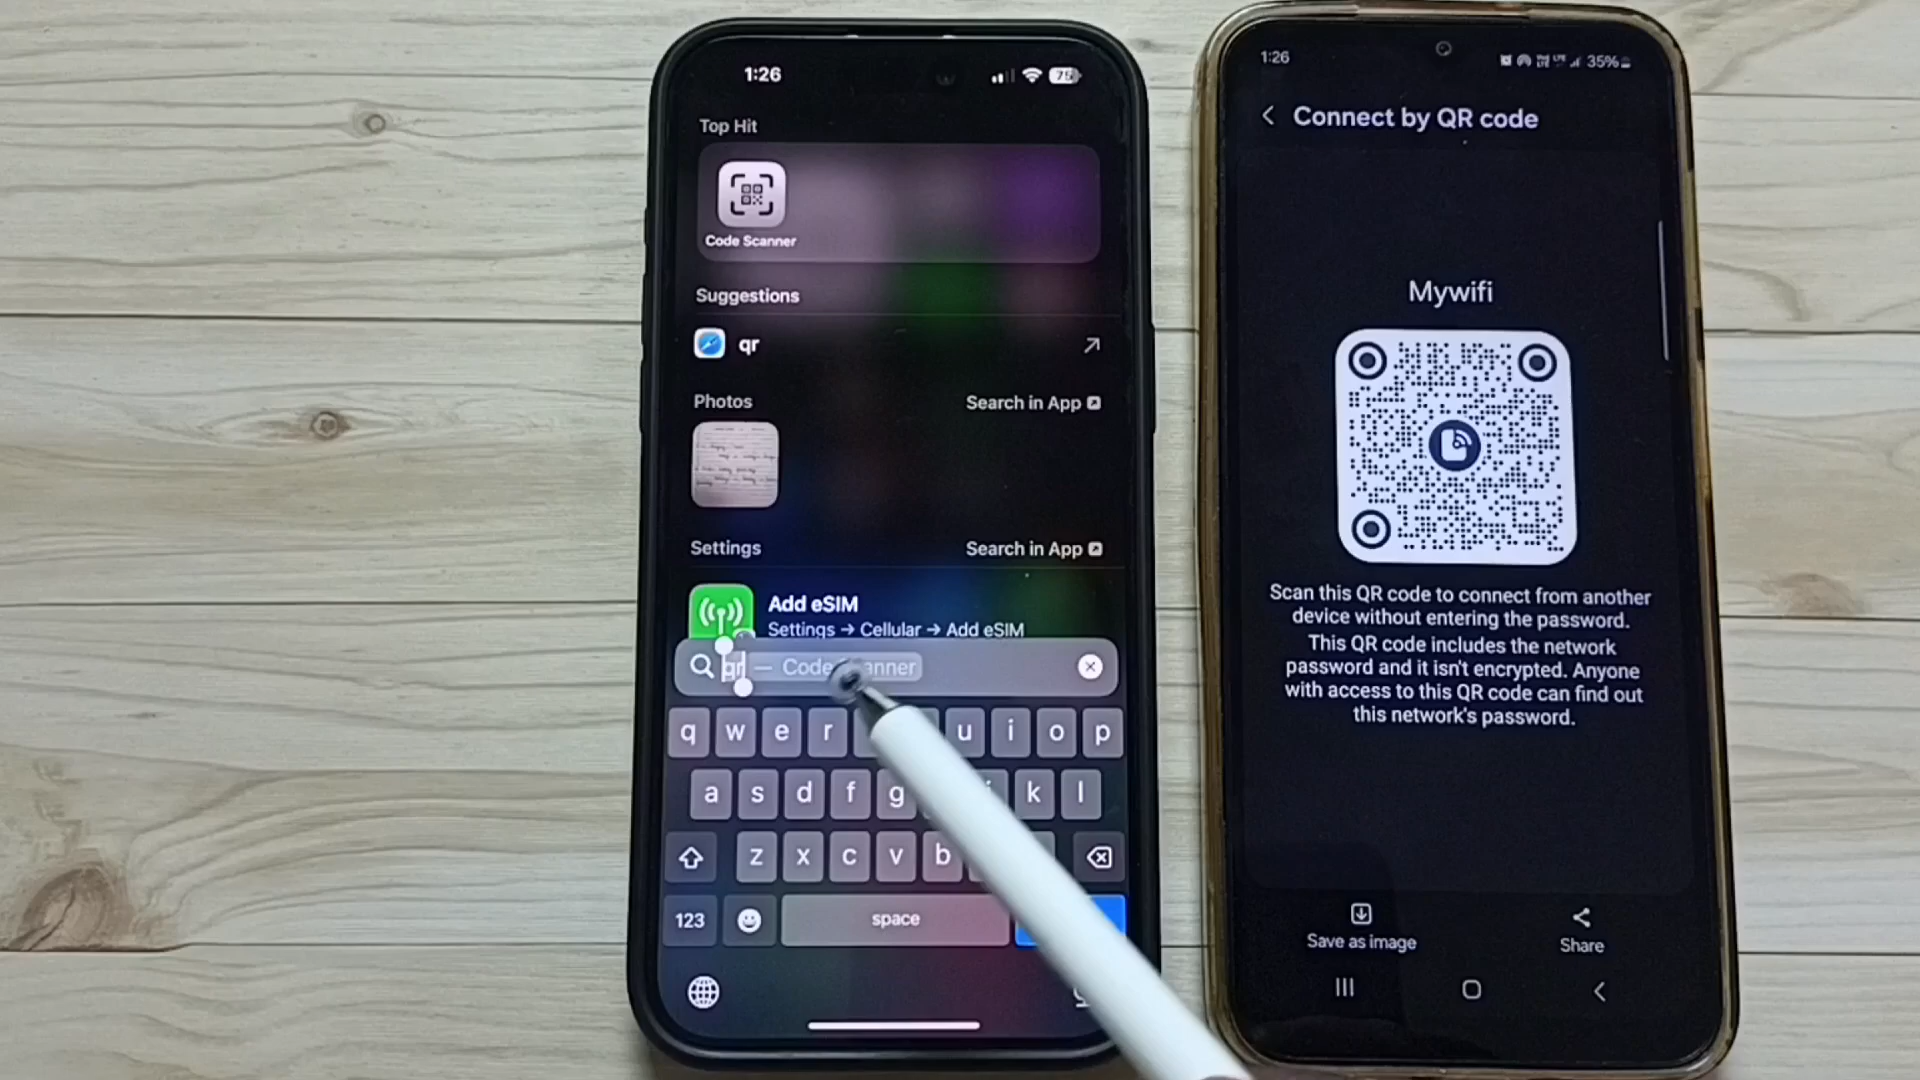 1:26
75
Top Hit
Code Scanner
Suggestions
qr
Photos
Search in App
Settings
Search in App
Add eSIM
Settings → Cellular → Add eSIM
qr — Code Scanner
q w e r u i o p
a s d f g k l
z x c v b
123
space
1:26
35%
Connect by QR code
Mywifi
Scan this QR code to connect from another
device without entering the password.
This QR code includes the network
password and it isn't encrypted. Anyone
with access to this QR code can find out
this network's password.
Save as image
Share